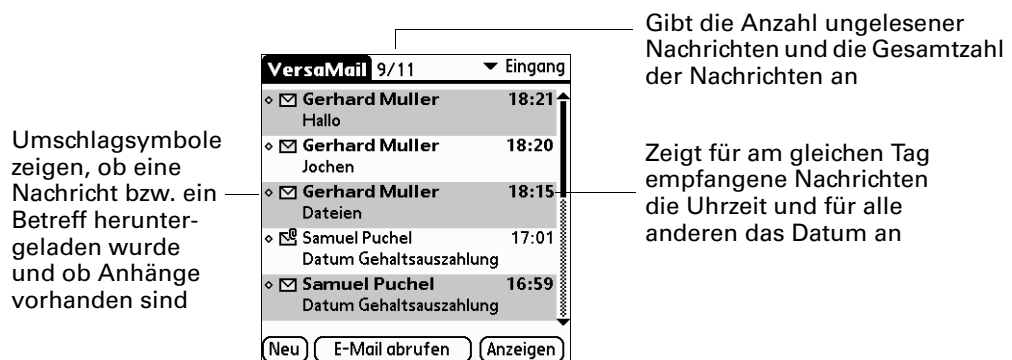 Gibt die Anzahl ungelesener
Nachrichten und die Gesamtzahl
der Nachrichten an
VersaMail 9/11 Eingang
Gerhard Muller 18:21
Hallo
Gerhard Muller 18:20
Jochen
Gerhard Muller 18:15
Dateien
Samuel Puchel 17:01
Datum Gehaltsauszahlung
Samuel Puchel 16:59
Datum Gehaltsauszahlung
Neu E-Mail abrufen Anzeigen
Umschlagsymbole
zeigen, ob eine
Nachricht bzw. ein
Betreff herunter-
geladen wurde
und ob Anhänge
vorhanden sind
Zeigt für am gleichen Tag
empfangene Nachrichten
die Uhrzeit und für alle
anderen das Datum an